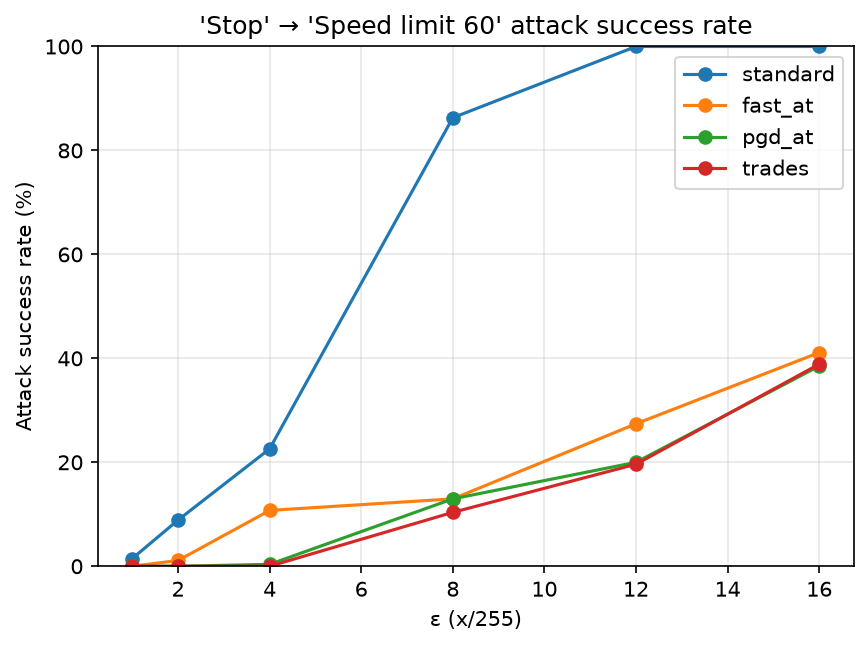 'Stop' → 'Speed limit 60' attack success rate
100
80
60
40
20
0
Attack success rate (%)
standard
fast_at
pgd_at
trades
2
4
6
8
10
12
14
16
ε (x/255)